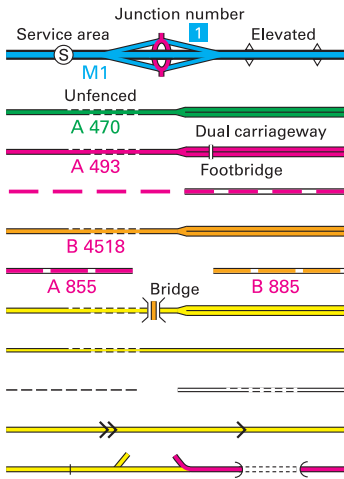 Junction number
Service area
1
Elevated
S
M1
Unfenced
A 470
Dual carriageway
A 493
Footbridge
B 4518
A 855
Bridge
B 885